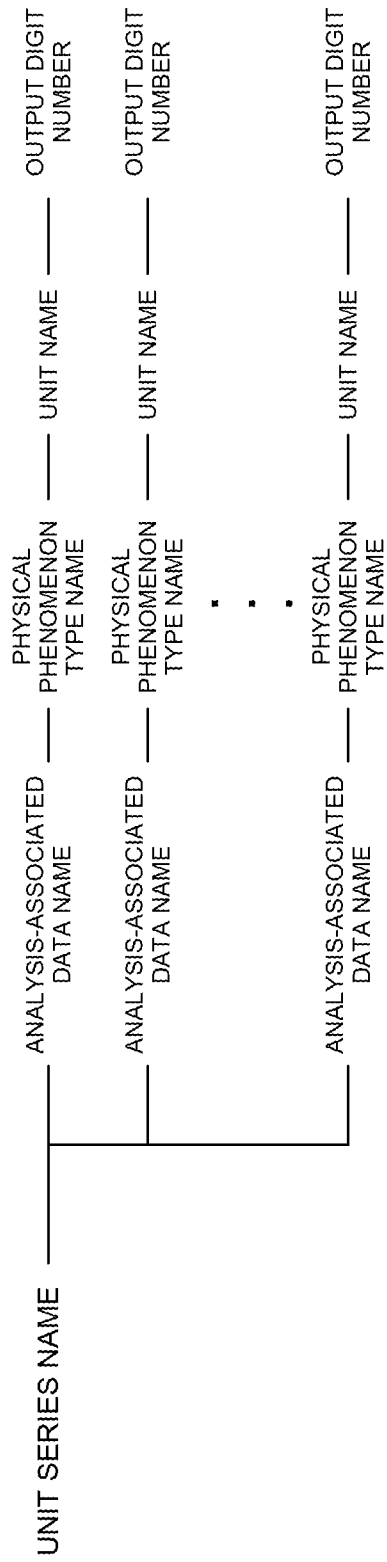 UNIT SERIES NAME
ANALYSIS-ASSOCIATED
DATA NAME
PHYSICAL
PHENOMENON
TYPE NAME
UNIT NAME
OUTPUT DIGIT
NUMBER
ANALYSIS-ASSOCIATED
DATA NAME
PHYSICAL
PHENOMENON
TYPE NAME
UNIT NAME
OUTPUT DIGIT
NUMBER
ANALYSIS-ASSOCIATED
DATA NAME
PHYSICAL
PHENOMENON
TYPE NAME
UNIT NAME
OUTPUT DIGIT
NUMBER